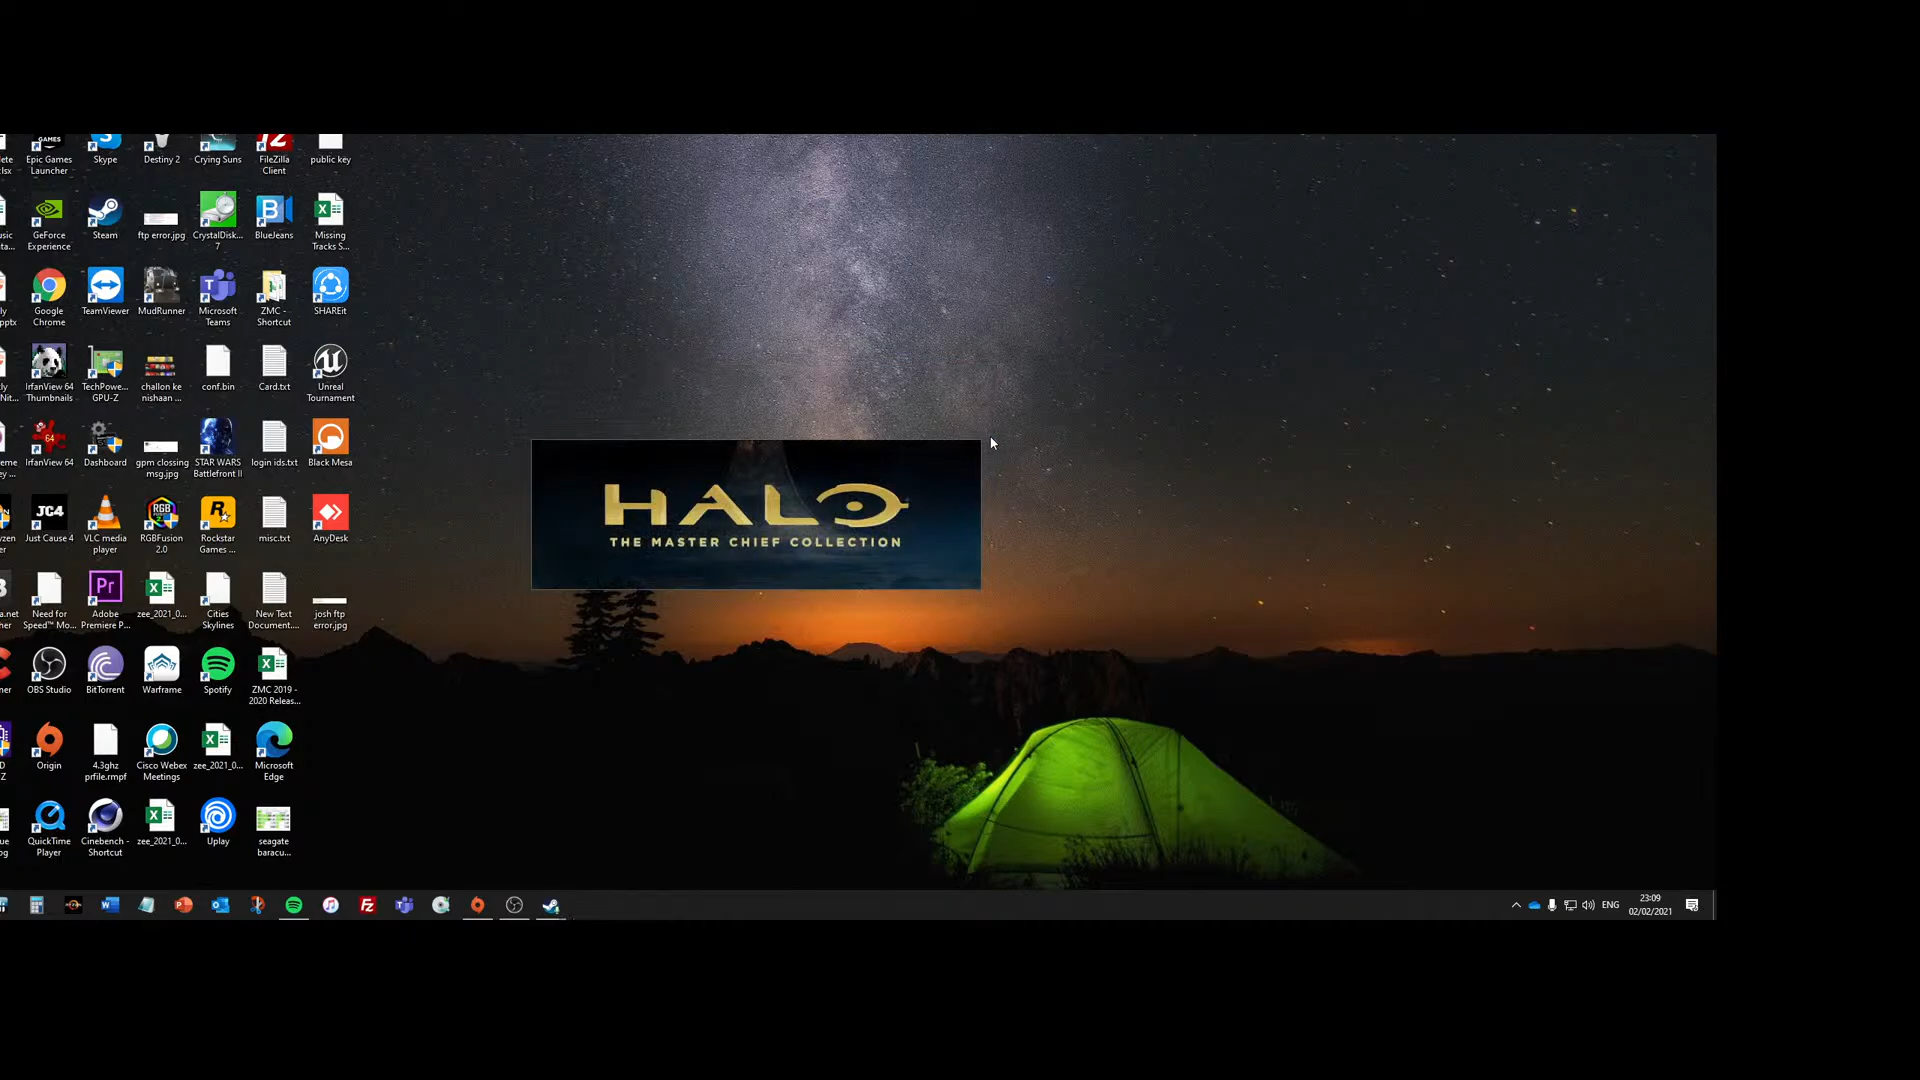 Epic Games
Launcher
Skype
Destiny 2
Crying Suns
FileZilla
Client
public key
GeForce
Experience
Steam
ftp error.jpg
CrystalDisk...
7
BlueJeans
Missing
Tracks S...
Google
Chrome
TeamViewer
MudRunner
Microsoft
Teams
ZMC -
Shortcut
SHAREit
IrfanView 64
Thumbnails
TechPowe...
GPU-Z
challon ke
nishaan ...
conf.bin
Card.txt
Unreal
Tournament
IrfanView 64
Dashboard
gpm clossing
msg.jpg
STAR WARS
Battlefront II
login ids.txt
Black Mesa
JC4
Just Cause 4
VLC media
player
RGB
RGBFusion
2.0
Rockstar
Games ...
misc.txt
AnyDesk
Need for
Speed™ Mo...
Pr
Adobe
Premiere P...
zee_2021_0...
Cities
Skylines
New Text
Document....
josh ftp
error.jpg
OBS Studio
BitTorrent
Warframe
Spotify
ZMC 2019 -
2020 Releas...
Origin
4.3ghz
prfile.rmpf
Cisco Webex
Meetings
zee_2021_0...
Microsoft
Edge
QuickTime
Player
Cinebench -
Shortcut
zee_2021_0...
Uplay
seagate
baracu...
HALO
THE MASTER CHIEF COLLECTION
ENG
23:09
02/02/2021